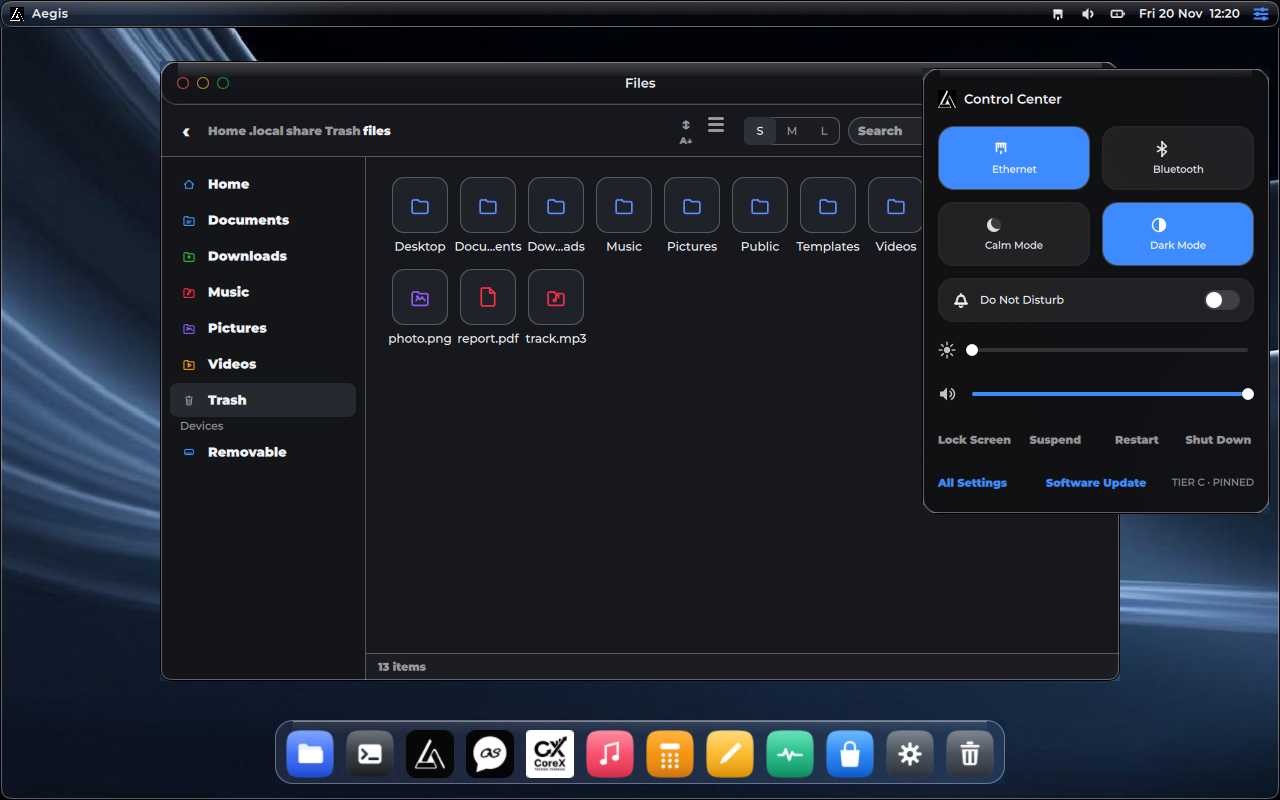 Aegis
Fri 20 Nov 12:20
Files
Home .local share Trash files
A+
S M L
Search
Home
Documents
Downloads
Music
Pictures
Videos
Trash
Devices
Removable
Desktop Docu...ents Dow...ads Music Pictures Public Templates Videos
photo.png report.pdf track.mp3
13 items
Control Center
Ethernet Bluetooth
Calm Mode Dark Mode
Do Not Disturb
Lock Screen Suspend Restart Shut Down
All Settings Software Update TIER C · PINNED
as
CX
CoreX